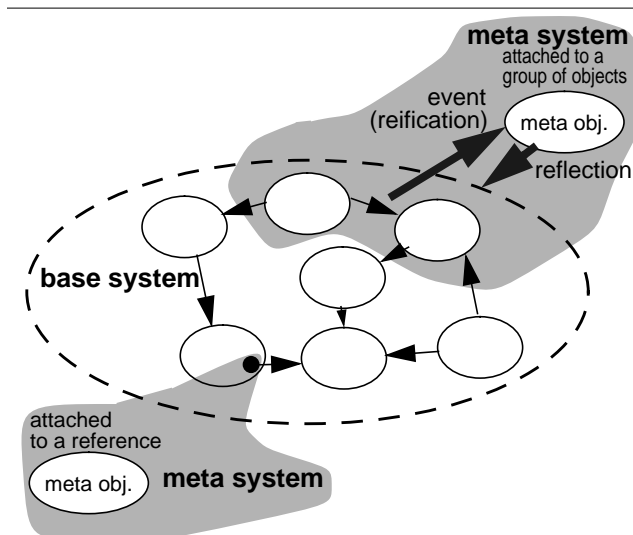 meta system
attached to a
group of objects
event
(reification)
meta obj.
reflection
base system
attached
to a reference
meta obj.
meta system